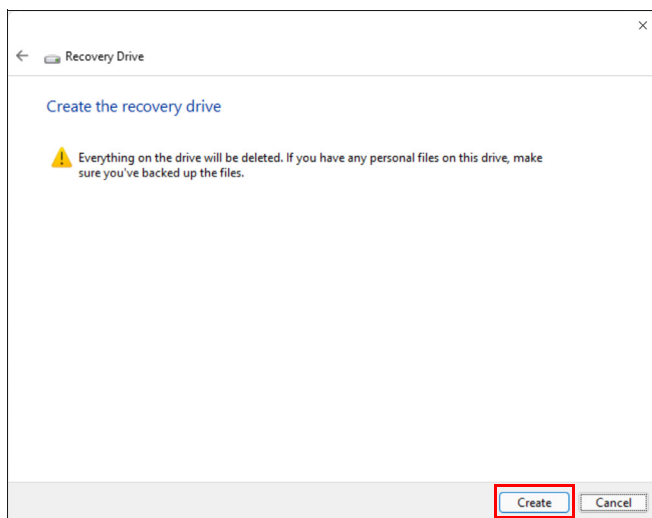 Recovery Drive
Create the recovery drive
Everything on the drive will be deleted. If you have any personal files on this drive, make
sure you've backed up the files.
Create Cancel